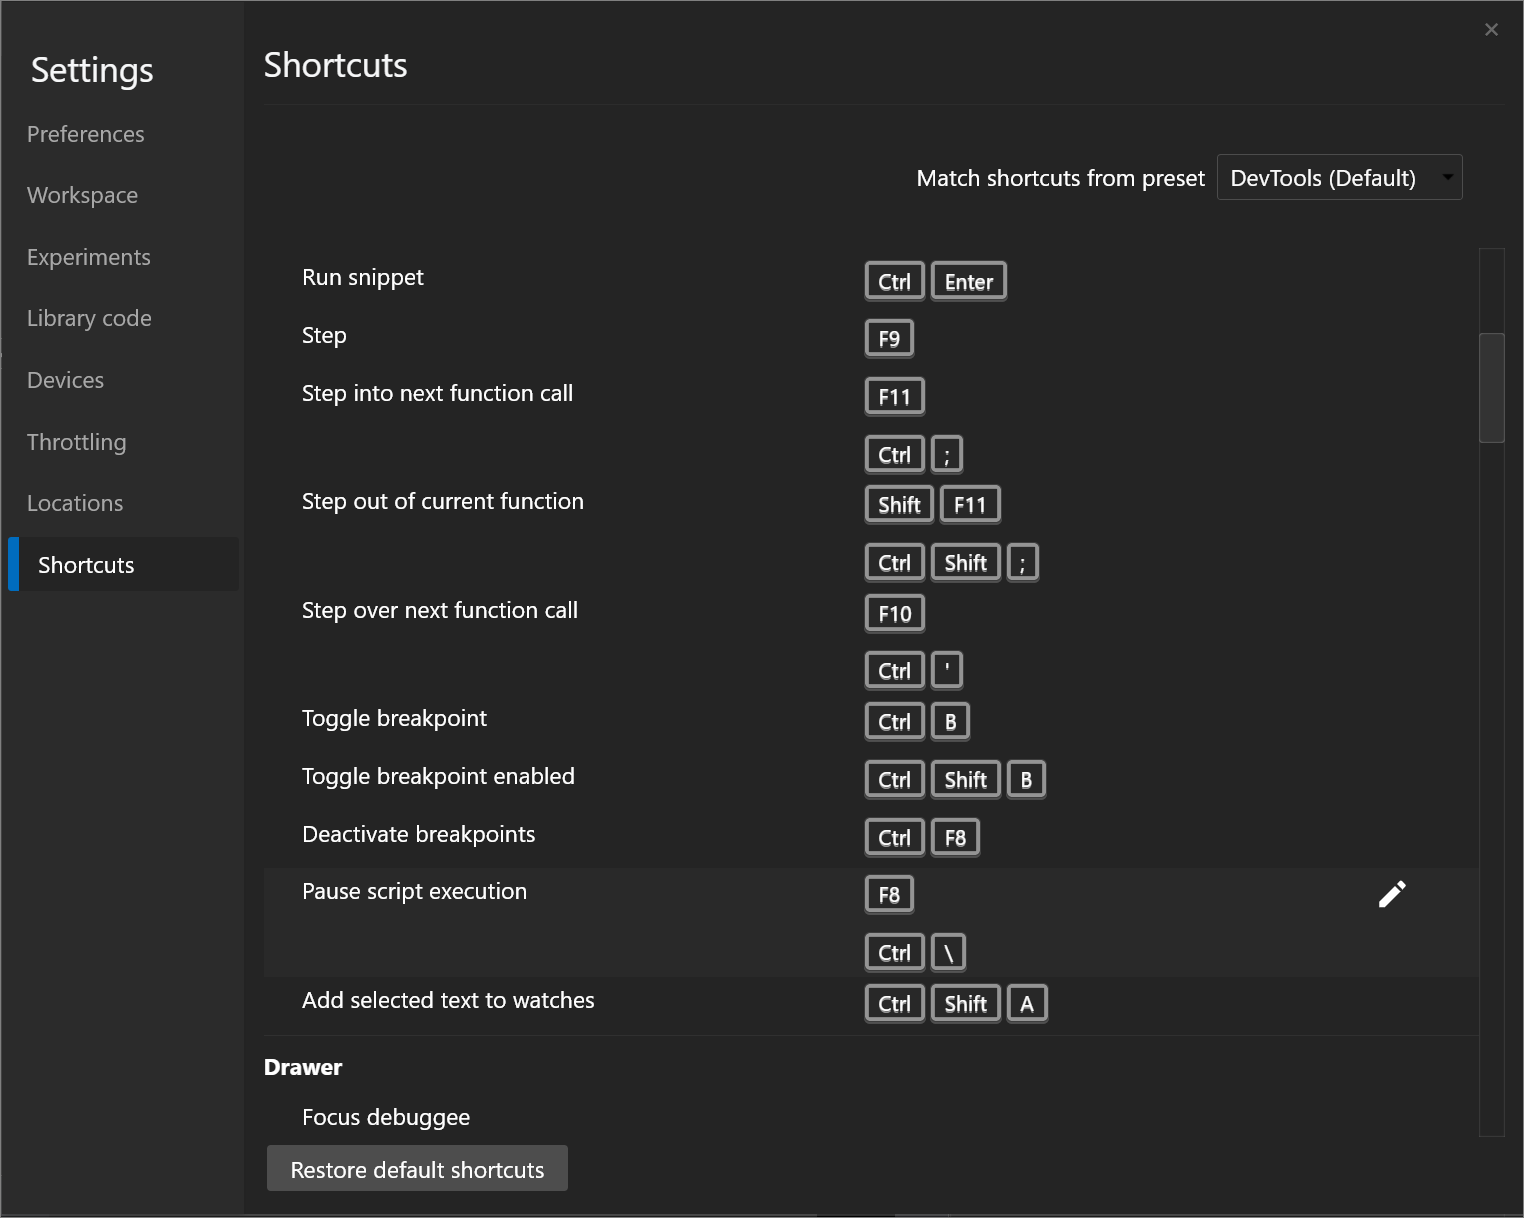 Settings
Preferences
Workspace
Experiments
Library code
Devices
Throttling
Locations
Shortcuts
Shortcuts
Match shortcuts from preset DevTools (Default)
Run snippet Ctrl Enter
Step F9
Step into next function call F11
Ctrl ;
Step out of current function Shift F11
Ctrl Shift ;
Step over next function call F10
Ctrl '
Toggle breakpoint Ctrl B
Toggle breakpoint enabled Ctrl Shift B
Deactivate breakpoints Ctrl F8
Pause script execution F8
Ctrl \
Add selected text to watches Ctrl Shift A
Drawer
Focus debuggee
Restore default shortcuts